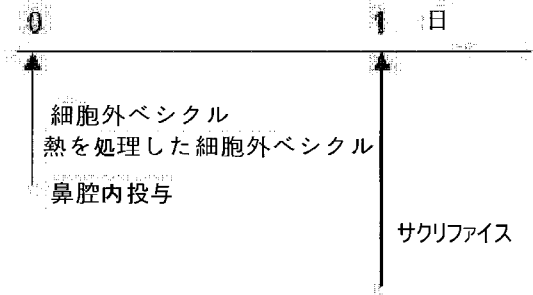 0 1 日
細胞外ベシクル
熱を処理した細胞外ベシクル
鼻腔内投与
サクリファイス